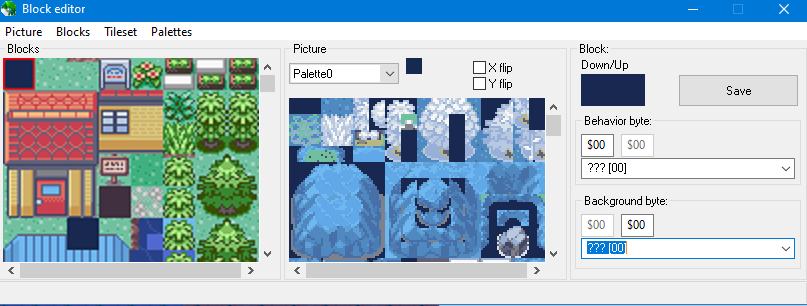 Block editor
Picture Blocks Tileset Palettes
Blocks
Picture
Palette0
X flip
Y flip
Block:
Down/Up
Save
Behavior byte:
$00 $00
??? [00]
Background byte:
$00 $00
??? [00]